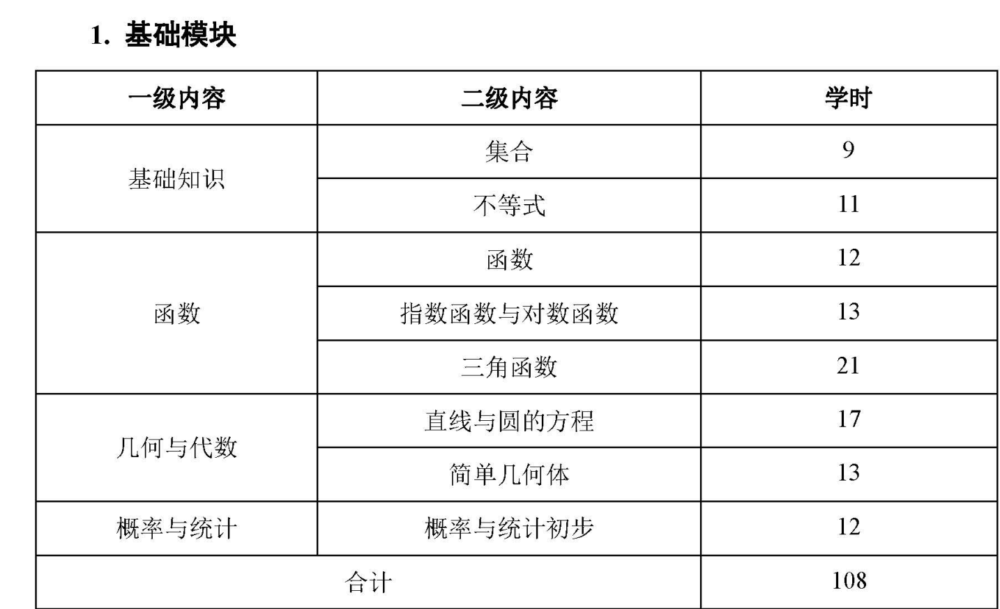 1. 基础模块
一级内容 二级内容 学时
基础知识 集合 9
不等式 11
函数 函数 12
指数函数与对数函数 13
三角函数 21
几何与代数 直线与圆的方程 17
简单几何体 13
概率与统计 概率与统计初步 12
合计 108